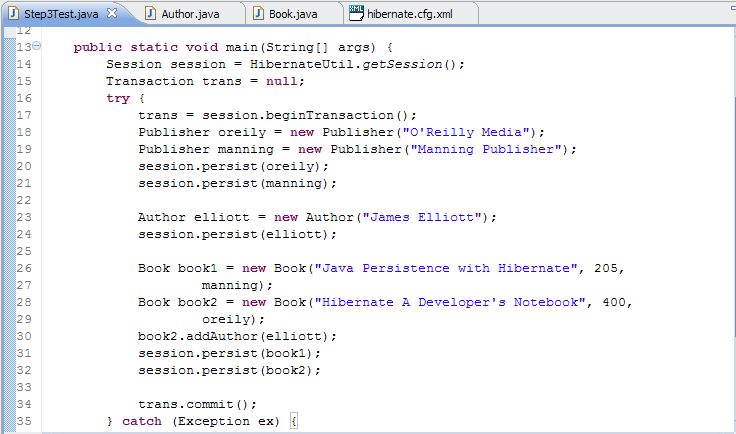 Step3Test.java Author.java Book.java hibernate.cfg.xml
12
13 public static void main(String[] args) {
14 Session session = HibernateUtil.getSession();
15 Transaction trans = null;
16 try {
17 trans = session.beginTransaction();
18 Publisher oreily = new Publisher("O'Reilly Media");
19 Publisher manning = new Publisher("Manning Publisher");
20 session.persist(oreily);
21 session.persist(manning);
22
23 Author elliott = new Author("James Elliott");
24 session.persist(elliott);
25
26 Book book1 = new Book("Java Persistence with Hibernate", 205,
27 manning);
28 Book book2 = new Book("Hibernate A Developer's Notebook", 400,
29 oreily);
30 book2.addAuthor(elliott);
31 session.persist(book1);
32 session.persist(book2);
33
34 trans.commit();
35 } catch (Exception ex) {